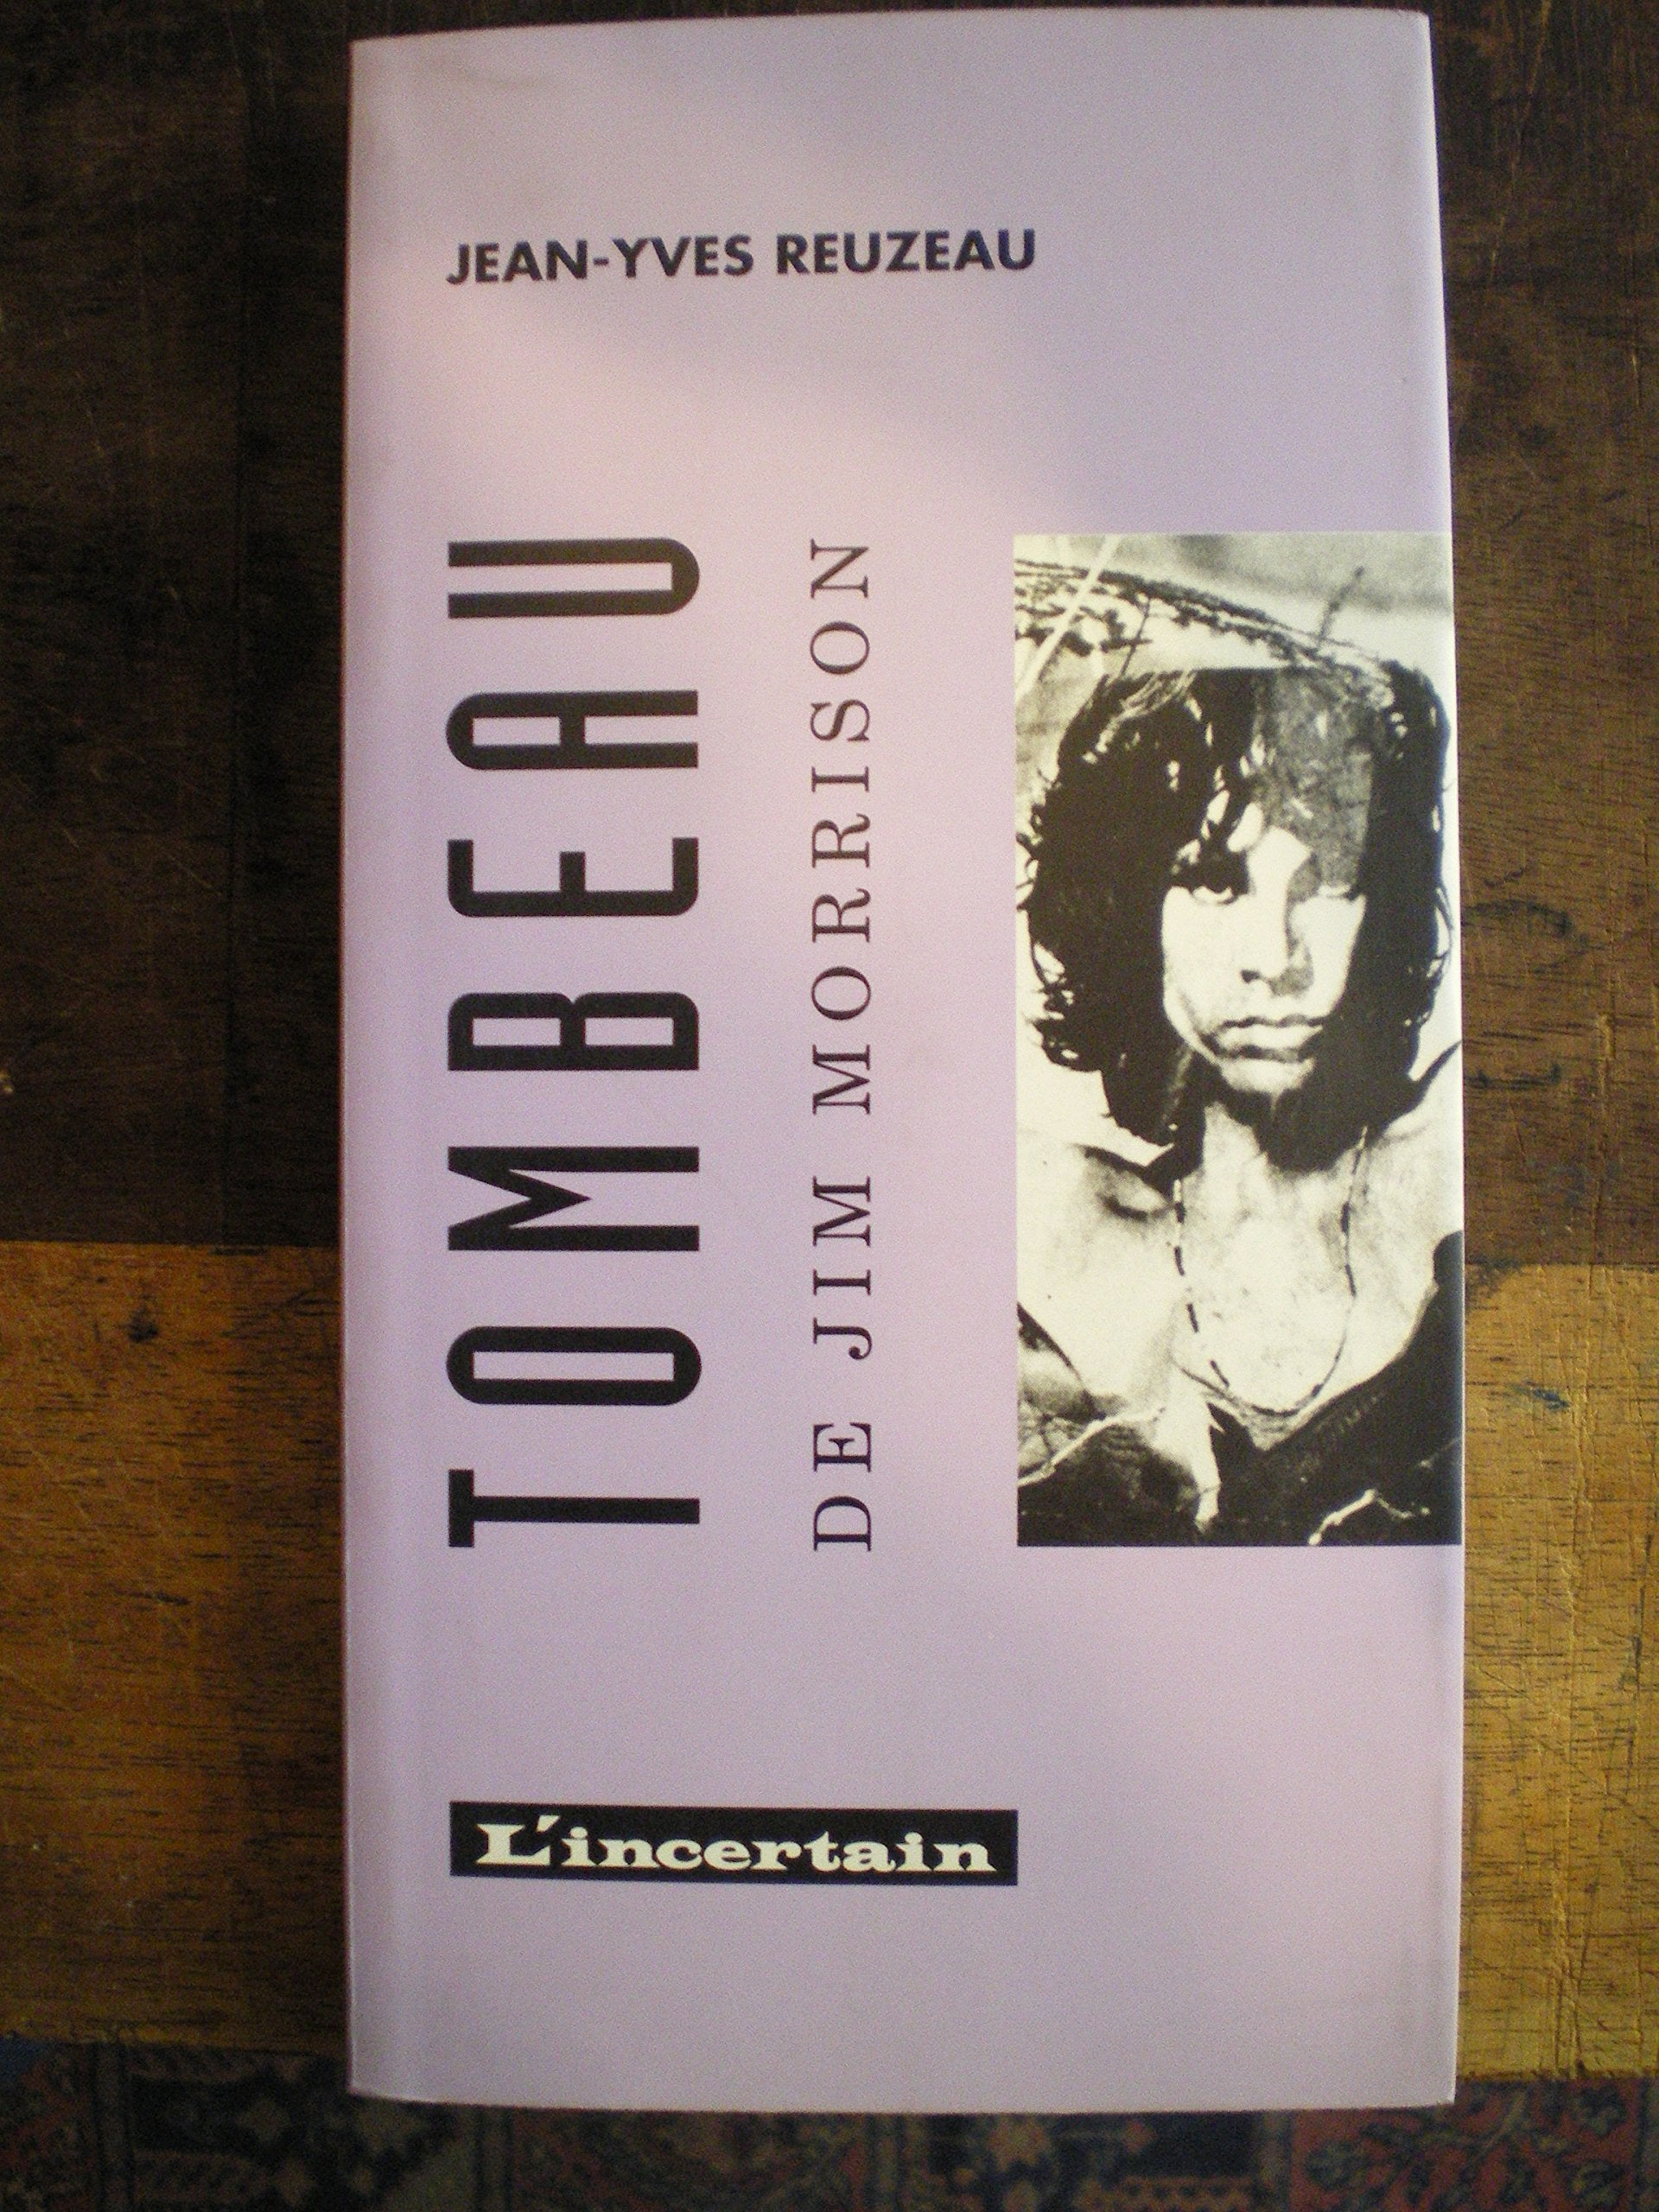 JEAN-YVES REUZEAU
TOMBEAU
DE JIM MORRISON
L'incertain